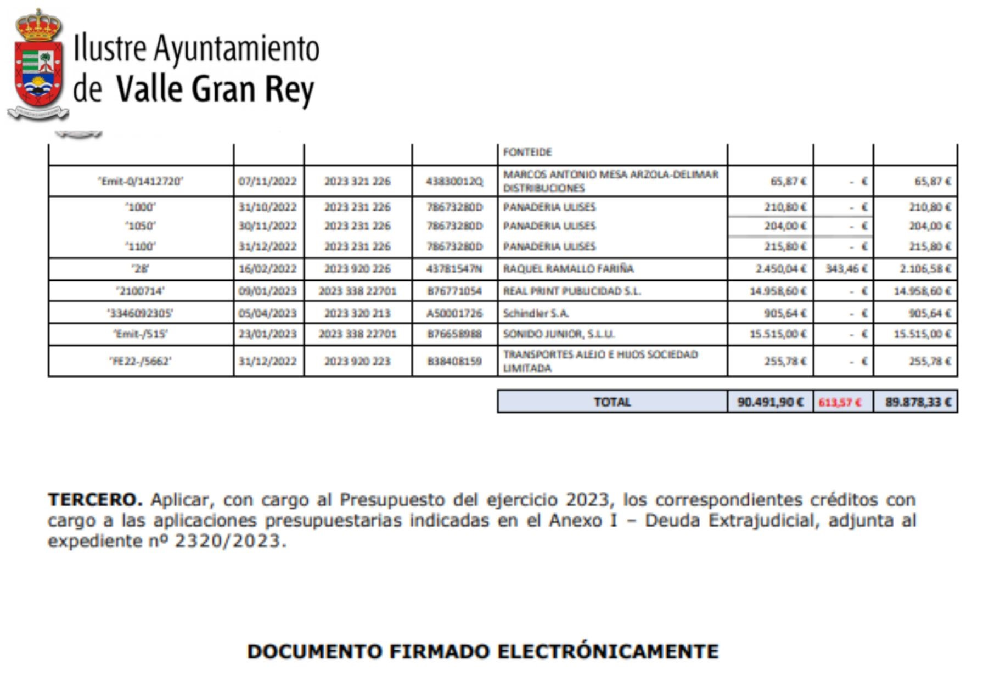 Ilustre Ayuntamiento
de Valle Gran Rey
FONTEIDE
'Emit-0/1412720' 07/11/2022 2023 321 226 43830012Q MARCOS ANTONIO MESA ARZOLA-DELIMAR DISTRIBUCIONES 65,87 € - € 65,87 €
'1000' 31/10/2022 2023 231 226 78673280D PANADERIA ULISES 210,80 € - € 210,80 €
'1050' 30/11/2022 2023 231 226 78673280D PANADERIA ULISES 204,00 € - € 204,00 €
'1100' 31/12/2022 2023 231 226 78673280D PANADERIA ULISES 215,80 € - € 215,80 €
'28' 16/02/2022 2023 920 226 43781547N RAQUEL RAMALLO FARIÑA 2.450,04 € 343,46 € 2.106,58 €
'2100714' 09/01/2023 2023 338 22701 B76771054 REAL PRINT PUBLICIDAD S.L. 14.958,60 € - € 14.958,60 €
'3346092305' 05/04/2023 2023 320 213 A50001726 Schindler S.A. 905,64 € - € 905,64 €
'Emit-/515' 23/01/2023 2023 338 22701 B76658988 SONIDO JUNIOR, S.L.U. 15.515,00 € - € 15.515,00 €
'FE22-/5662' 31/12/2022 2023 920 223 B38408159 TRANSPORTES ALEJO E HIJOS SOCIEDAD LIMITADA 255,78 € - € 255,78 €
TOTAL 90.491,90 € 613,57 € 89.878,33 €
TERCERO. Aplicar, con cargo al Presupuesto del ejercicio 2023, los correspondientes créditos con
cargo a las aplicaciones presupuestarias indicadas en el Anexo I – Deuda Extrajudicial, adjunta al
expediente nº 2320/2023.
DOCUMENTO FIRMADO ELECTRÓNICAMENTE